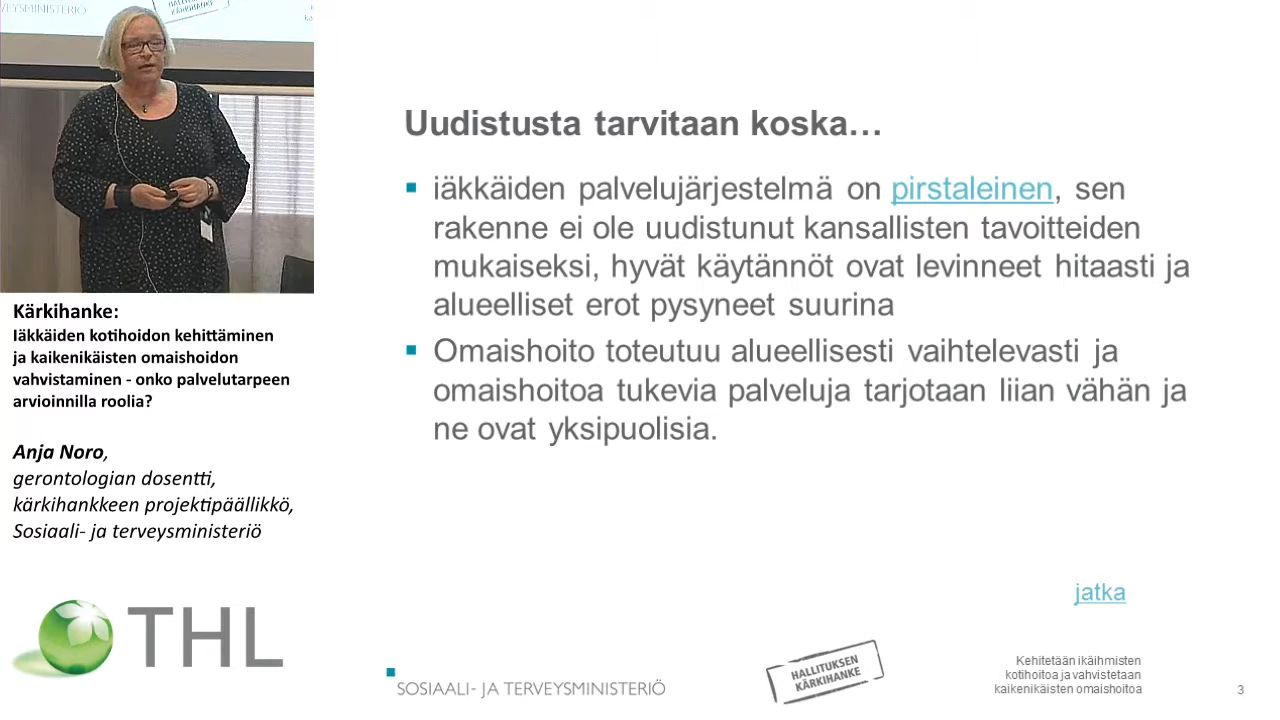 HALLITUKSEN
KÄRKIHANKE
Kärkihanke:
Iäkkäiden kotihoidon kehittäminen
ja kaikenikäisten omaishoidon
vahvistaminen - onko palvelutarpeen
arvioinnilla roolia?
Anja Noro,
gerontologian dosentti,
kärkihankkeen projektipäällikkö,
Sosiaali- ja terveysministeriö
THL
Uudistusta tarvitaan koska…
iäkkäiden palvelujärjestelmä on pirstaleinen, sen
rakenne ei ole uudistunut kansallisten tavoitteiden
mukaiseksi, hyvät käytännöt ovat levinneet hitaasti ja
alueelliset erot pysyneet suurina
Omaishoito toteutuu alueellisesti vaihtelevasti ja
omaishoitoa tukevia palveluja tarjotaan liian vähän ja
ne ovat yksipuolisia.
jatka
SOSIAALI- JA TERVEYSMINISTERIÖ
HALLITUKSEN
KÄRKIHANKE
Kehitetään ikäihmisten
kotihoitoa ja vahvistetaan
kaikenikäisten omaishoitoa
3